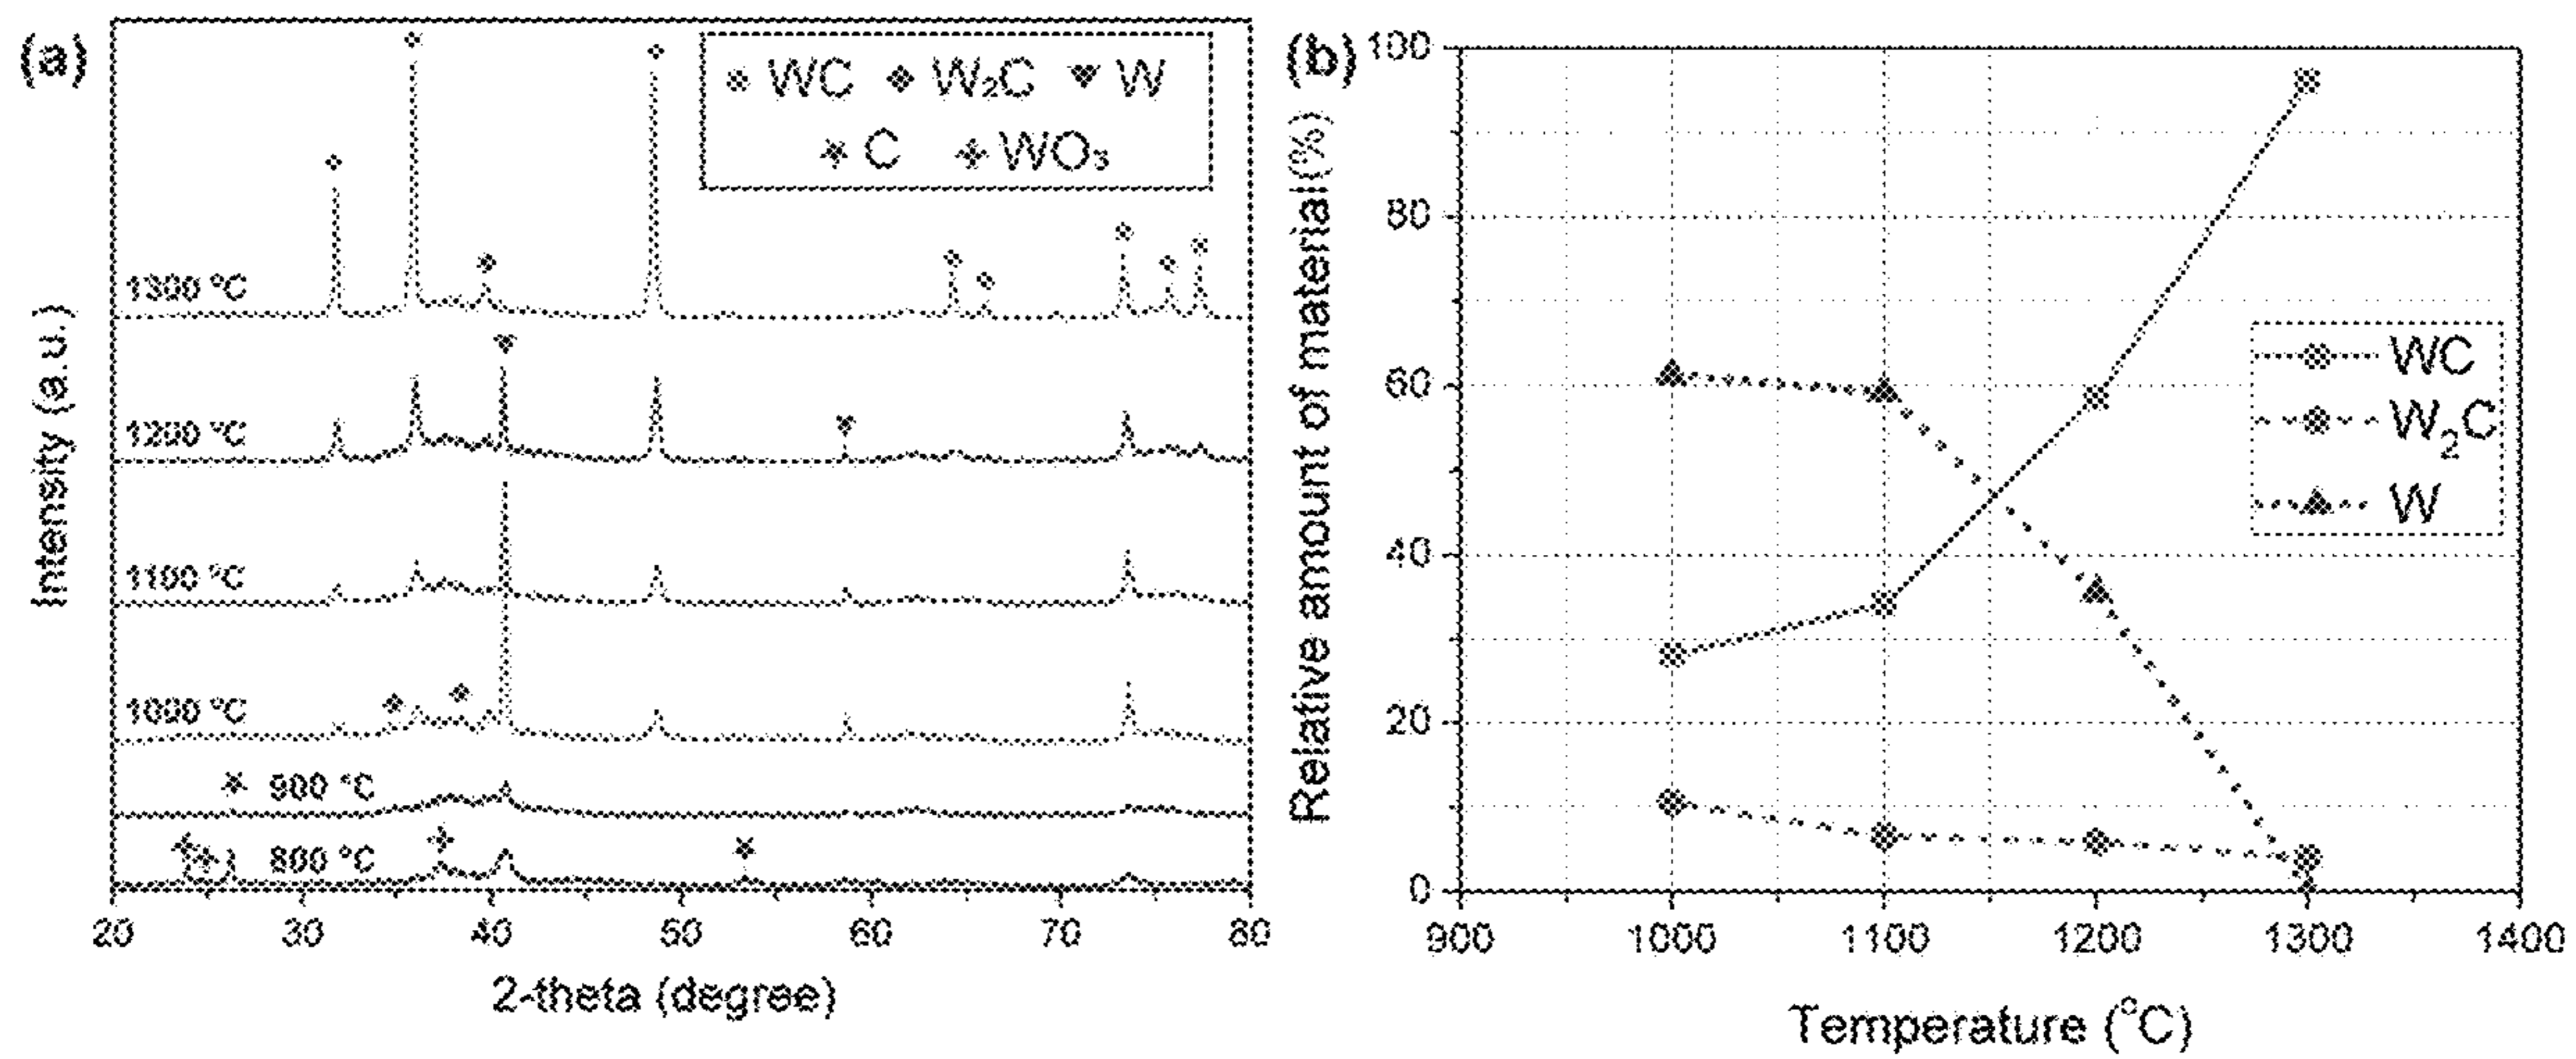 (a)
WC W₂C W
C WO₃
1300 °C
1200 °C
1100 °C
1000 °C
900 °C
800 °C
Intensity (a.u.)
20 30 40 50 60 70 80
2-theta (degree)
(b)
100
80
60
40
20
0
Relative amount of material(%)
WC
W₂C
W
900 1000 1100 1200 1300 1400
Temperature (°C)